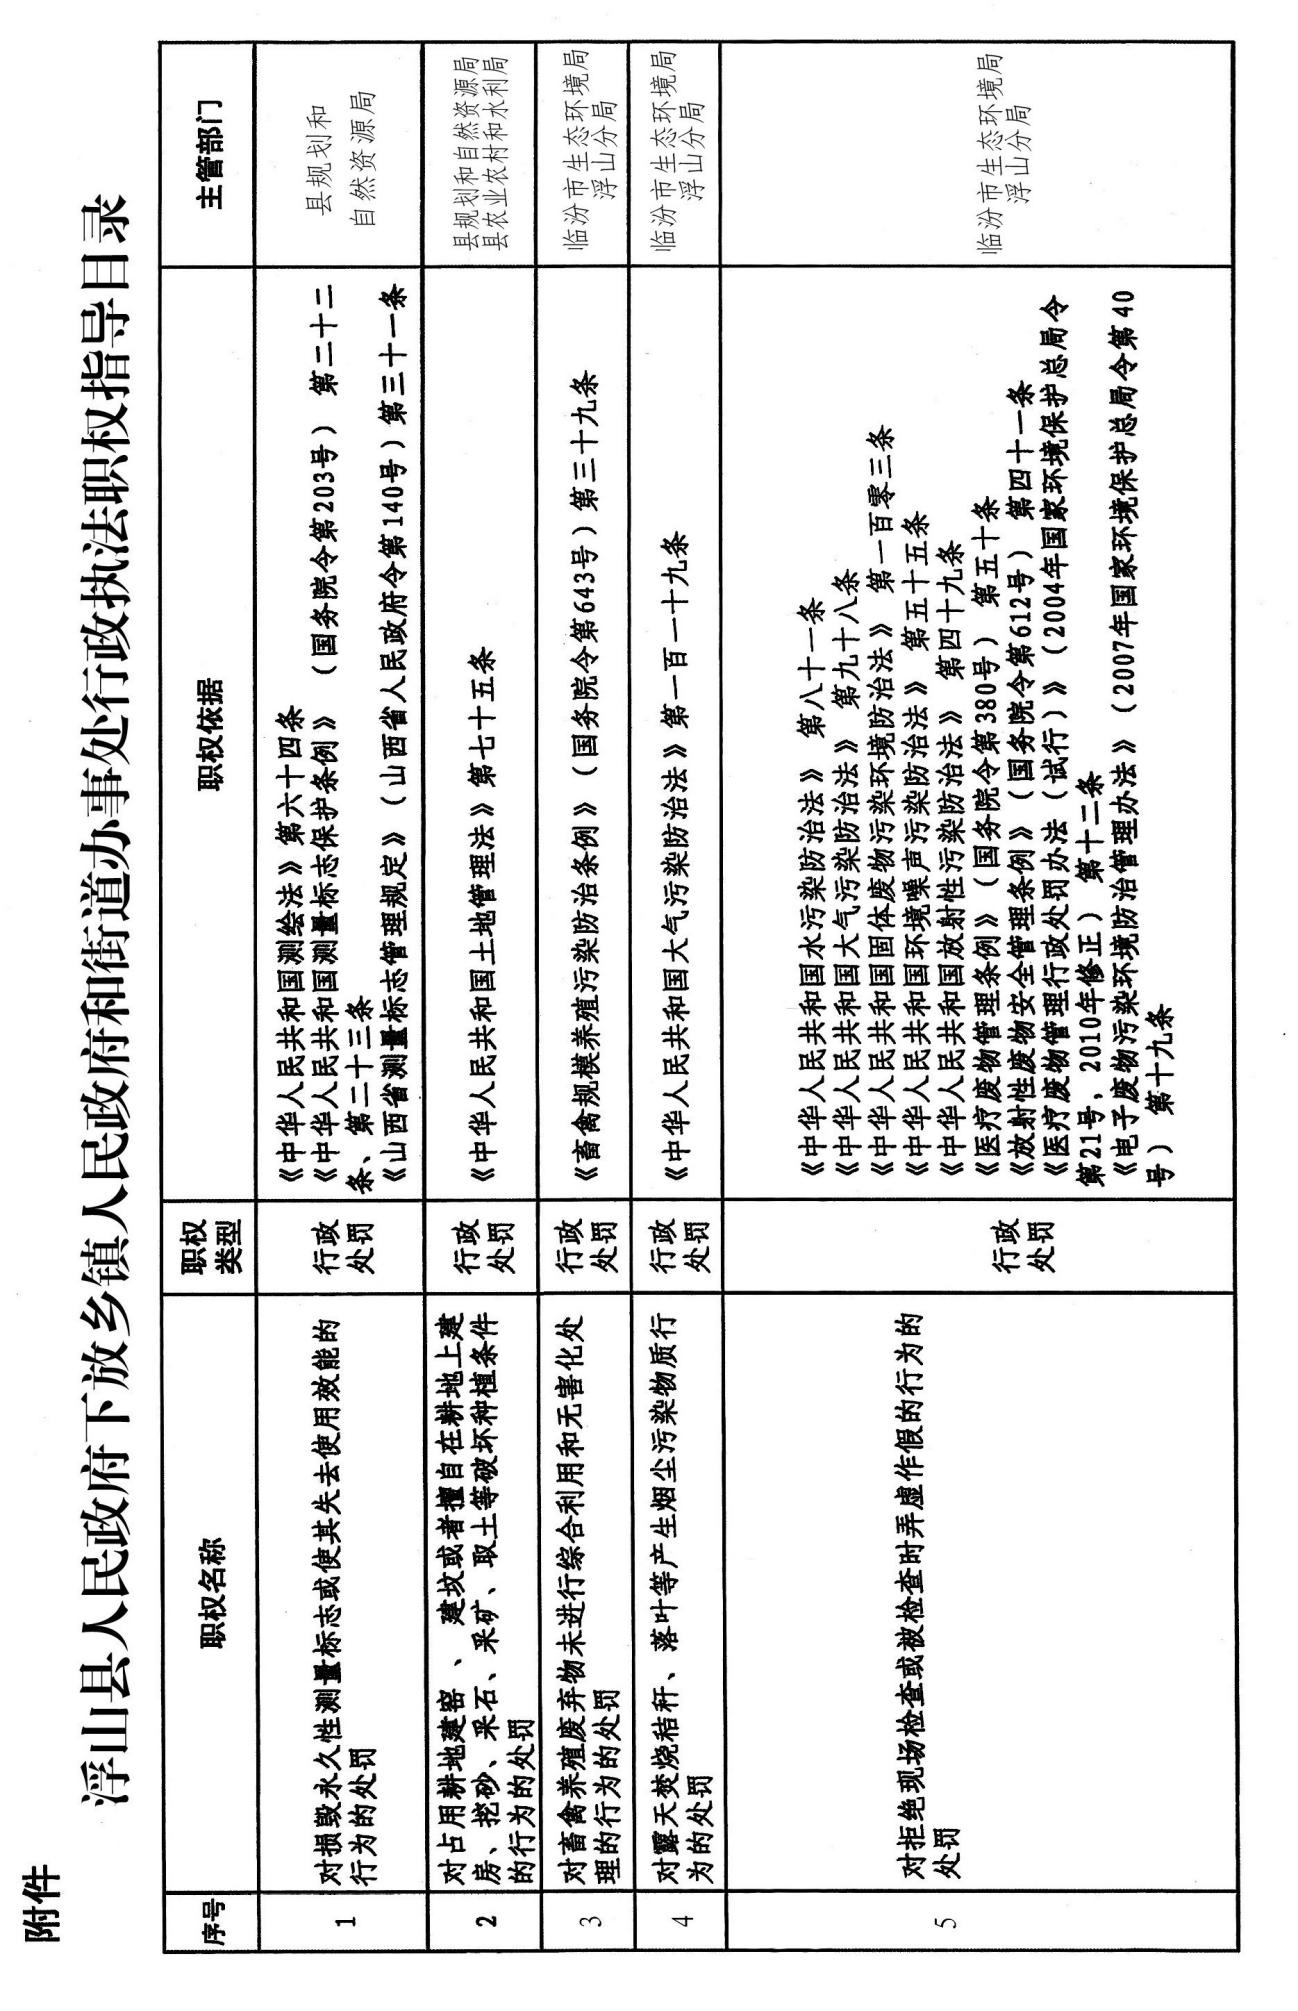 附件
浮山县人民政府下放乡镇人民政府和街道办事处行政执法职权指导目录
序号
职权名称
职权
类型
职权依据
主管部门
1
对损毁永久性测量标志或使其失去使用效能的
行为的处罚
行政
处罚
《中华人民共和国测绘法》第六十四条
《中华人民共和国测量标志保护条例》（国务院令第203号） 第二十二
条、第二十三条
《山西省测量标志管理规定》（山西省人民政府令第140号）第三十一条
县规划和
自然资源局
2
对占用耕地建窑、建坟或者擅自在耕地上建
房、挖砂、采石、采矿、取土等破坏种植条件
的行为的处罚
行政
处罚
《中华人民共和国土地管理法》第七十五条
县规划和自然资源局
县农业农村和水利局
3
对畜禽养殖废弃物未进行综合利用和无害化处
理的行为的处罚
行政
处罚
《畜禽规模养殖污染防治条例》（国务院令第643号）第三十九条
临汾市生态环境局
浮山分局
4
对露天焚烧秸秆、落叶等产生烟尘污染物质行
为的处罚
行政
处罚
《中华人民共和国大气污染防治法》第一百一十九条
临汾市生态环境局
浮山分局
5
对拒绝现场检查或被检查时弄虚作假的行为的
处罚
行政
处罚
《中华人民共和国水污染防治法》 第八十一条
《中华人民共和国大气污染防治法》 第九十八条
《中华人民共和国固体废物污染环境防治法》 第一百零三条
《中华人民共和国环境噪声污染防治法》 第五十五条
《中华人民共和国放射性污染防治法》 第四十九条
《医疗废物管理条例》（国务院令第380号） 第五十条
《放射性废物安全管理条例》（国务院令第612号） 第四十一条
《医疗废物管理行政处罚办法（试行）》（2004年国家环境保护总局令
第21号，2010年修正） 第十二条
《电子废物污染环境防治管理办法》（2007年国家环境保护总局令第40
号） 第十九条
临汾市生态环境局
浮山分局